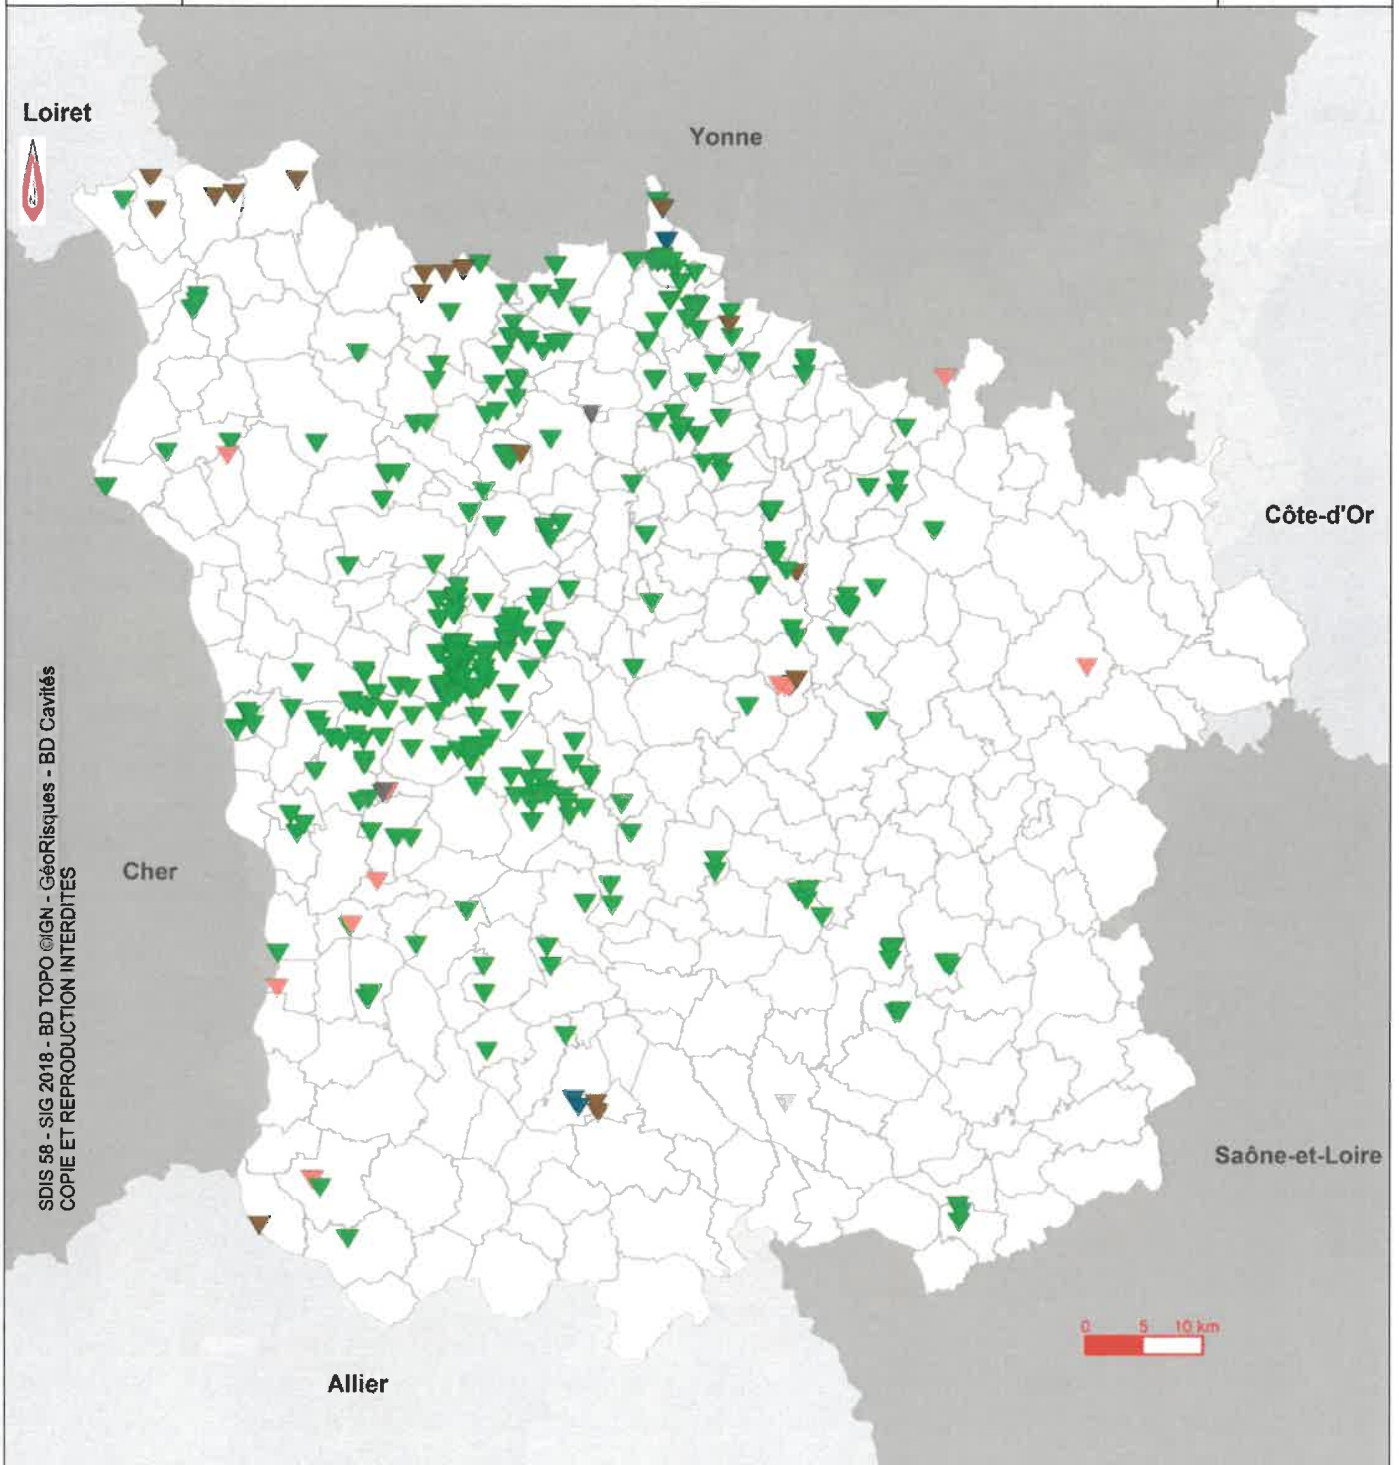 Loiret
Yonne
N
Côte-d'Or
Cher
SDIS 58 - SIG 2018 - BD TOPO ©IGN - GéoRisques - BD Cavités
COPIE ET REPRODUCTION INTERDITES
Saône-et-Loire
0 5 10 km
Allier